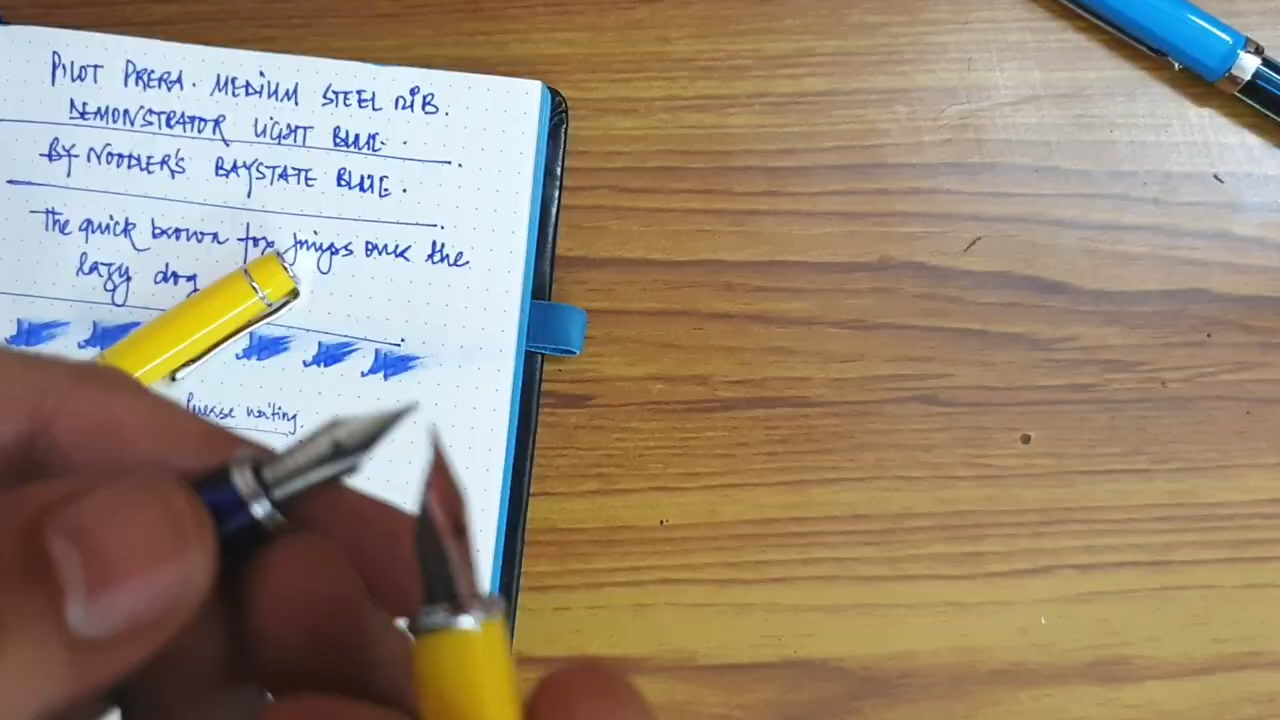 PILOT PRERA. MEDIUM STEEL NIB.
DEMONSTRATOR LIGHT BLUE.
By NOODLER'S BAYSTATE BLUE.
The quick brown fox jumps over the
lazy dog
writing.